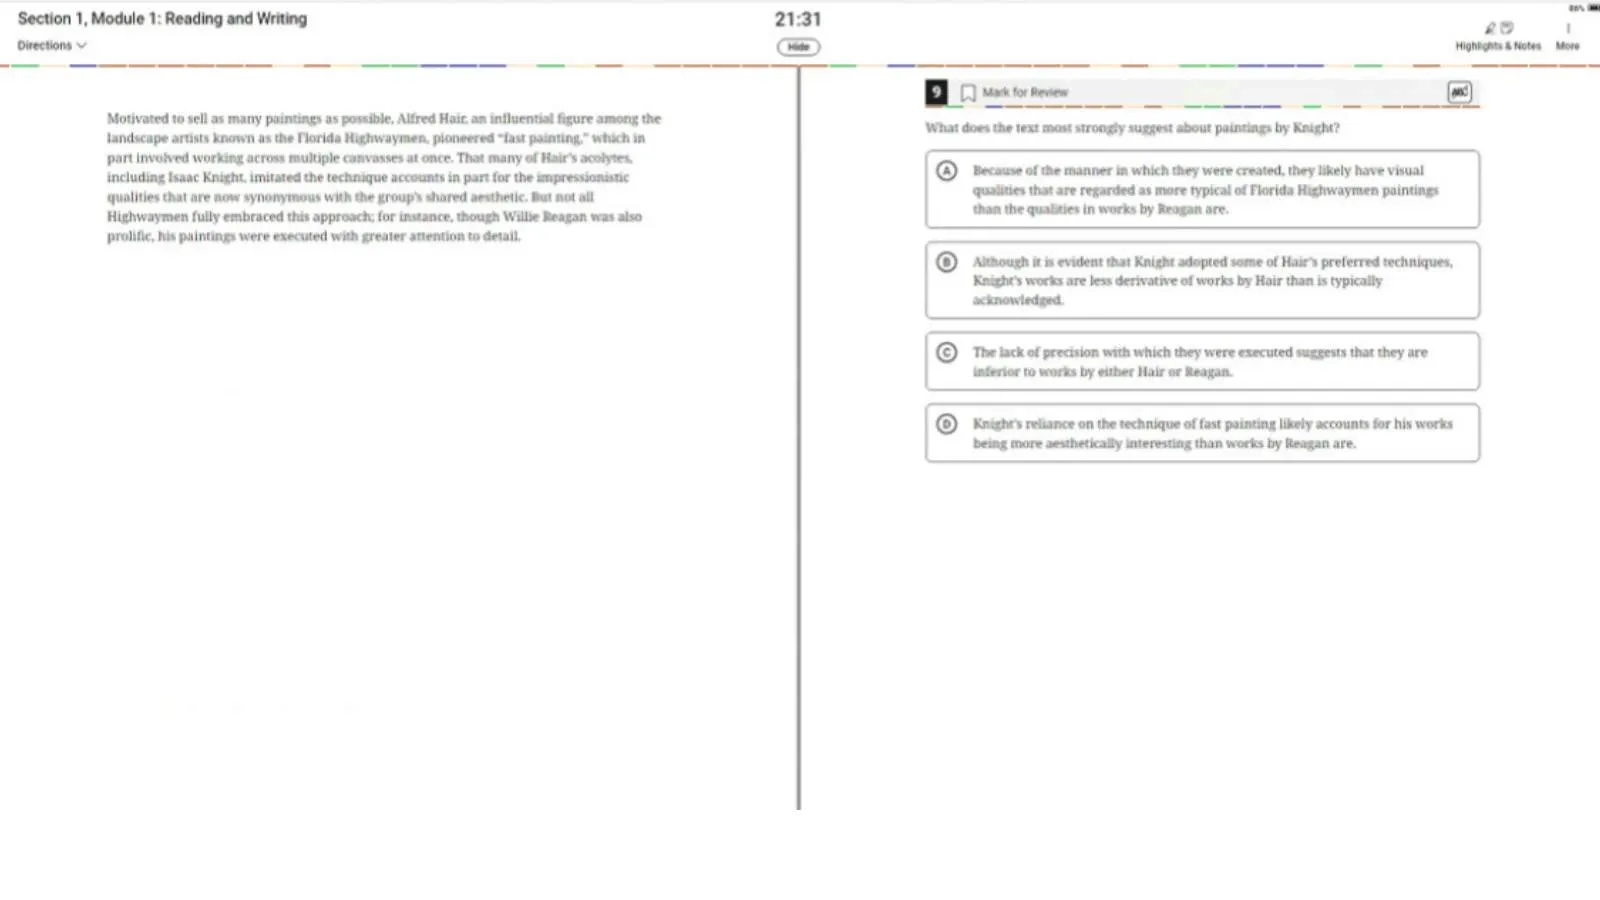 Section 1, Module 1: Reading and Writing
Directions
21:31
Hide
Highlights & Notes
More
Motivated to sell as many paintings as possible, Alfred Hair, an influential figure among the
landscape artists known as the Florida Highwaymen, pioneered "fast painting," which in
part involved working across multiple canvasses at once. That many of Hair's acolytes,
including Isaac Knight, imitated the technique accounts in part for the impressionistic
qualities that are now synonymous with the group's shared aesthetic. But not all
Highwaymen fully embraced this approach; for instance, though Willie Reagan was also
prolific, his paintings were executed with greater attention to detail.
9
Mark for Review
ABC
What does the text most strongly suggest about paintings by Knight?
A
Because of the manner in which they were created, they likely have visual
qualities that are regarded as more typical of Florida Highwaymen paintings
than the qualities in works by Reagan are.
B
Although it is evident that Knight adopted some of Hair's preferred techniques,
Knight's works are less derivative of works by Hair than is typically
acknowledged.
C
The lack of precision with which they were executed suggests that they are
inferior to works by either Hair or Reagan.
D
Knight's reliance on the technique of fast painting likely accounts for his works
being more aesthetically interesting than works by Reagan are.